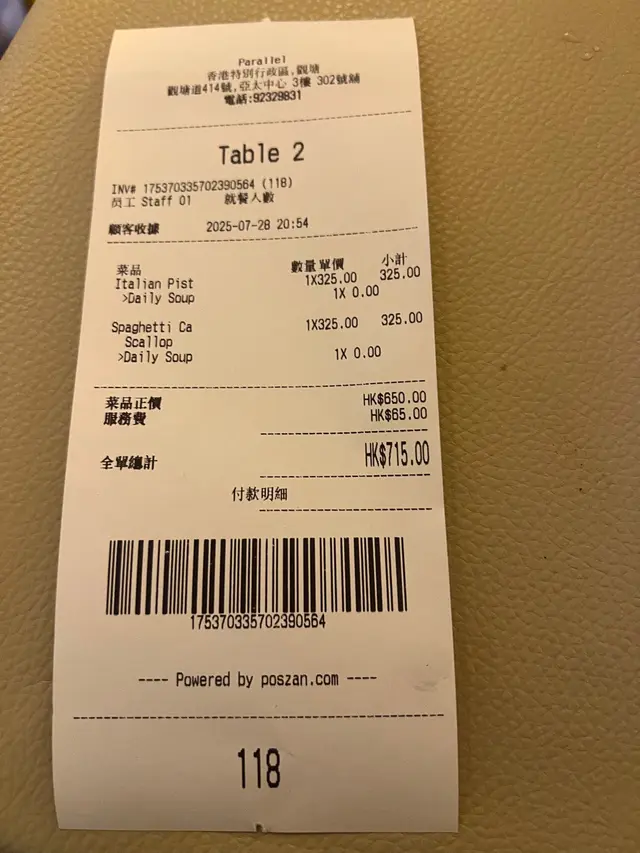 Parallel
香港特別行政區,觀塘
觀塘道414號,亞太中心 3樓 302號舖
電話:92329831
Table 2
INV# 175370335702390564 (118)
员工 Staff 01 就餐人數
顧客收據 2025-07-28 20:54
菜品 數量單價 小計
Italian Pist 1X325.00 325.00
>Daily Soup 1X 0.00
Spaghetti Ca 1X325.00 325.00
Scallop
>Daily Soup 1X 0.00
菜品正價 HK$650.00
服務費 HK$65.00
全單總計 HK$715.00
付款明細
175370335702390564
---- Powered by poszan.com ----
118